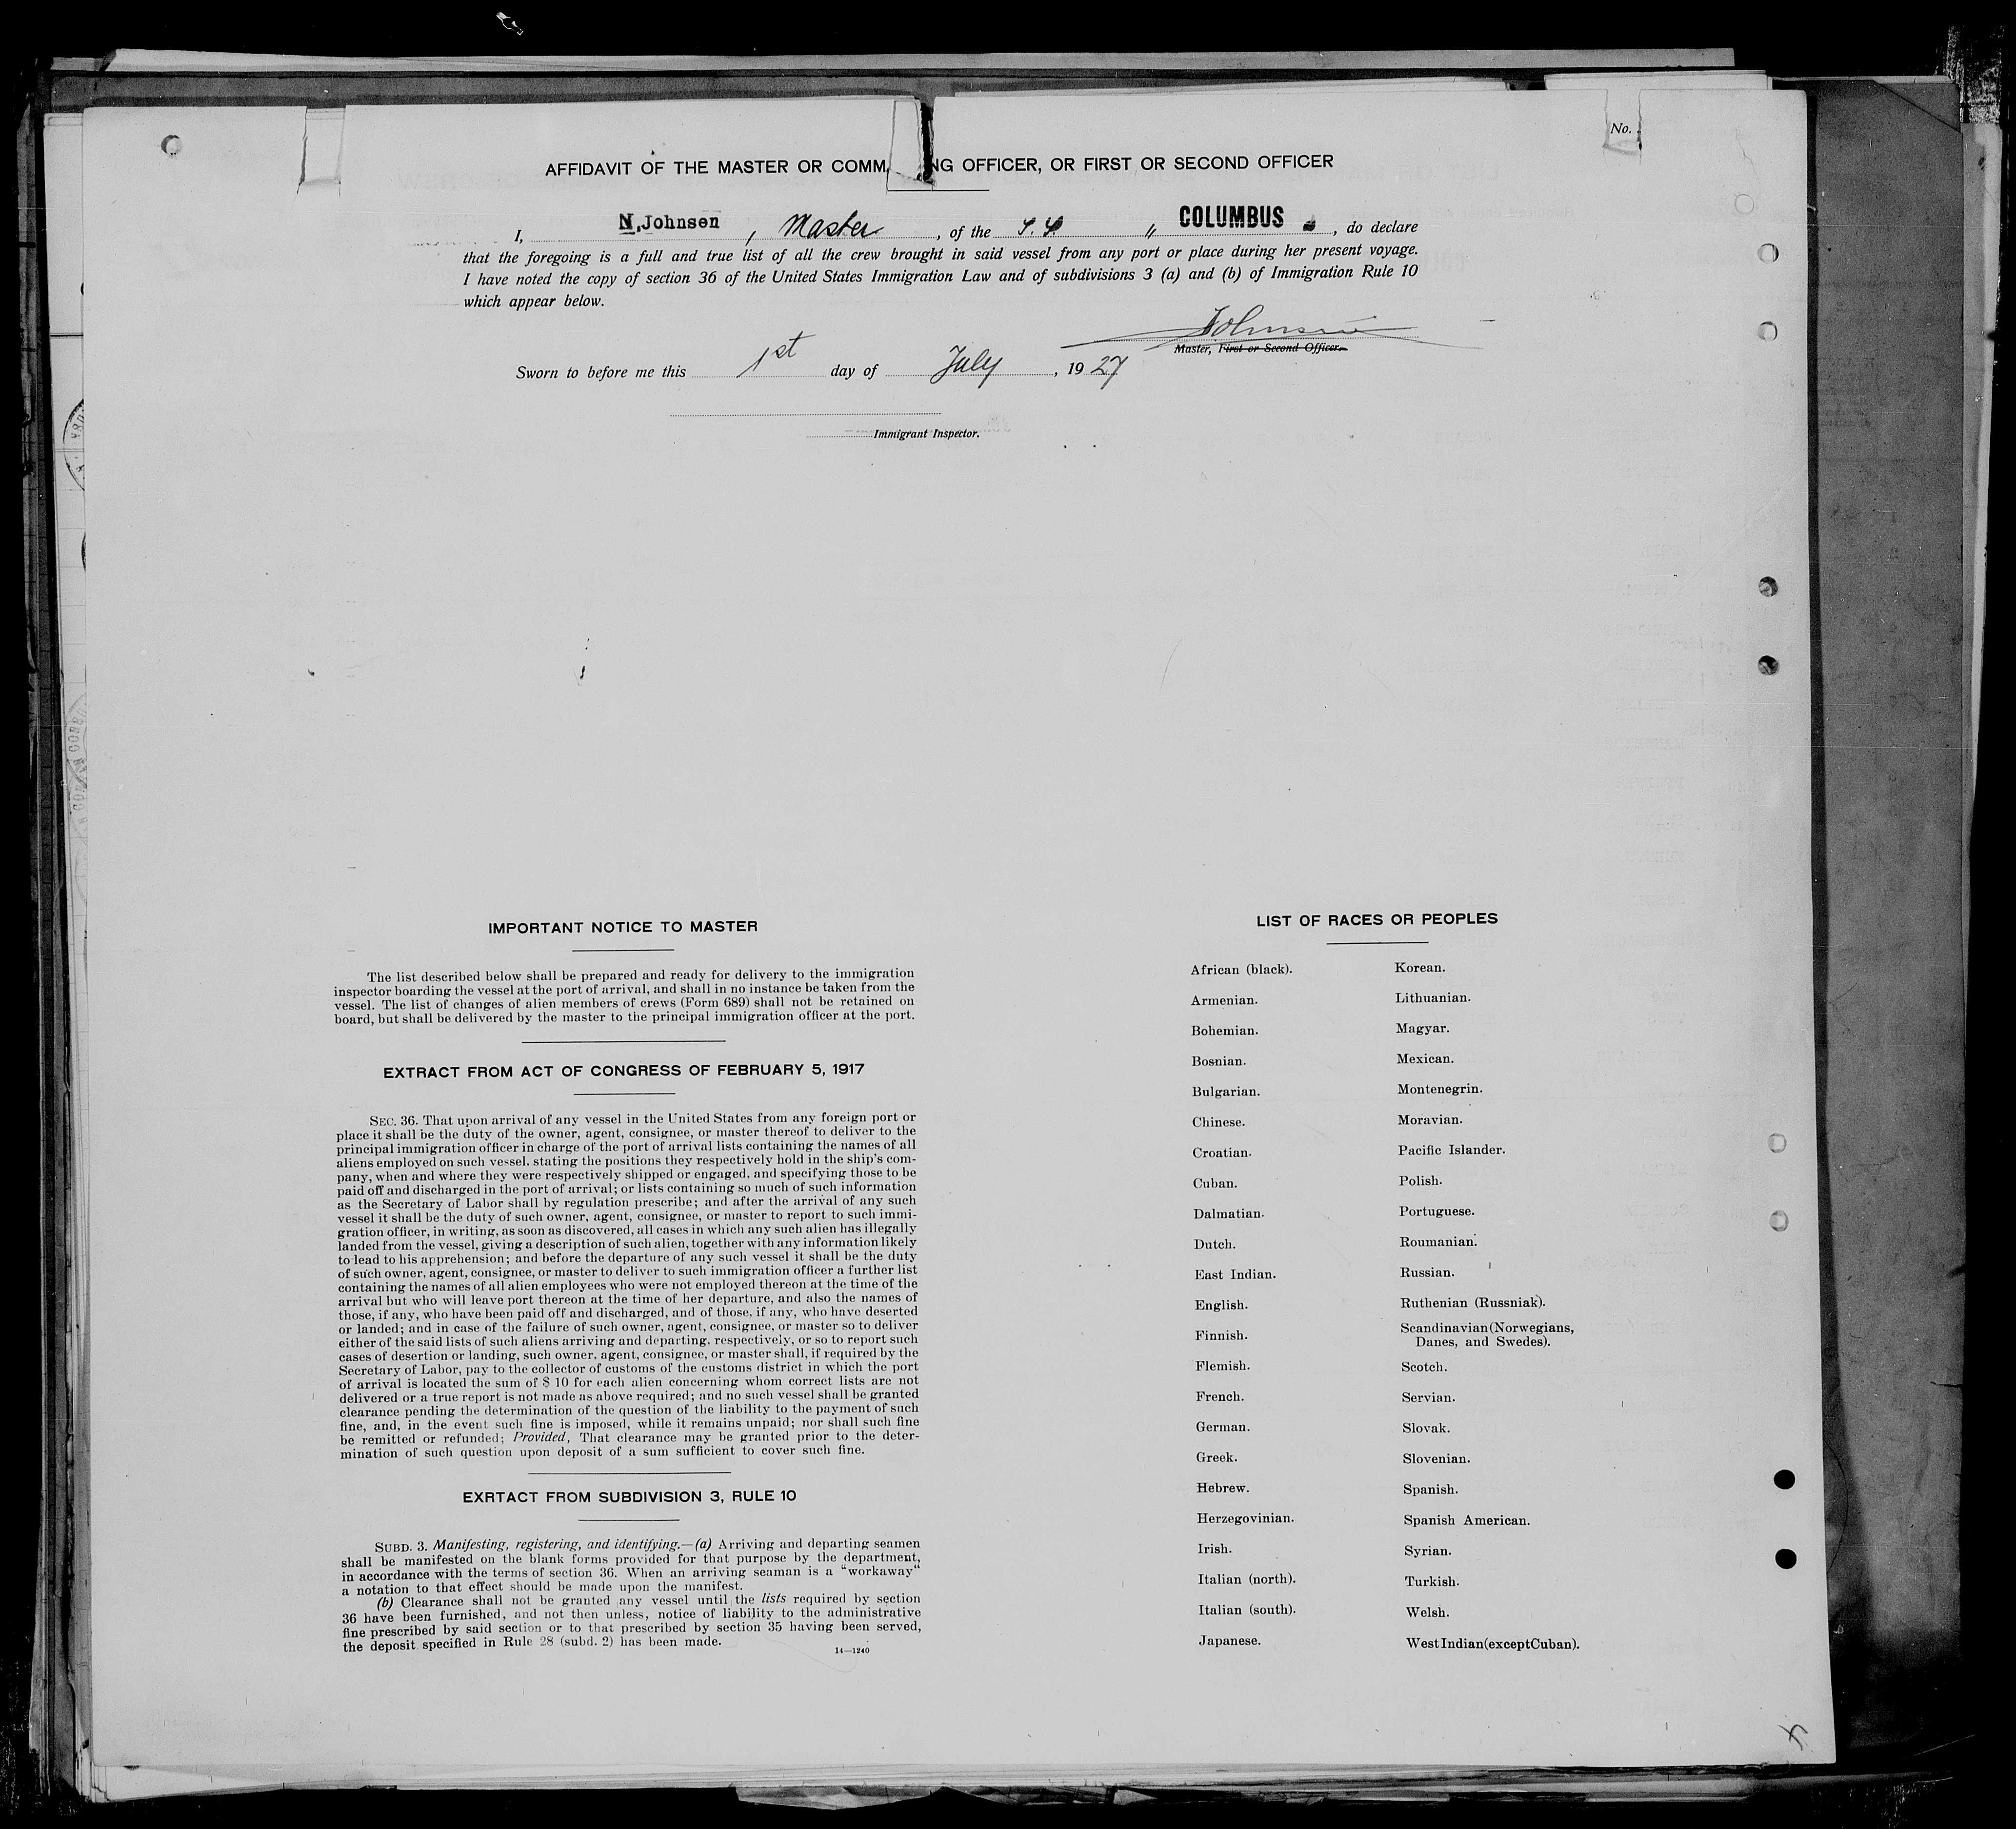 No.
AFFIDAVIT OF THE MASTER OR COMM NG OFFICER, OR FIRST OR SECOND OFFICER
I, N. Johnsen , Master , of the S.S. „ COLUMBUS , do declare
that the foregoing is a full and true list of all the crew brought in said vessel from any port or place during her present voyage.
I have noted the copy of section 36 of the United States Immigration Law and of subdivisions 3 (a) and (b) of Immigration Rule 10
which appear below.
Johnsen
Master, First or Second Officer.
Sworn to before me this 1st day of July , 1927
Immigrant Inspector.
IMPORTANT NOTICE TO MASTER
The list described below shall be prepared and ready for delivery to the immigration
inspector boarding the vessel at the port of arrival, and shall in no instance be taken from the
vessel. The list of changes of alien members of crews (Form 689) shall not be retained on
board, but shall be delivered by the master to the principal immigration officer at the port.
EXTRACT FROM ACT OF CONGRESS OF FEBRUARY 5, 1917
SEC. 36. That upon arrival of any vessel in the United States from any foreign port or
place it shall be the duty of the owner, agent, consignee, or master thereof to deliver to the
principal immigration officer in charge of the port of arrival lists containing the names of all
aliens employed on such vessel, stating the positions they respectively hold in the ship's com-
pany, when and where they were respectively shipped or engaged, and specifying those to be
paid off and discharged in the port of arrival; or lists containing so much of such information
as the Secretary of Labor shall by regulation prescribe; and after the arrival of any such
vessel it shall be the duty of such owner, agent, consignee, or master to report to such immi-
gration officer, in writing, as soon as discovered, all cases in which any such alien has illegally
landed from the vessel, giving a description of such alien, together with any information likely
to lead to his apprehension; and before the departure of any such vessel it shall be the duty
of such owner, agent, consignee, or master to deliver to such immigration officer a further list
containing the names of all alien employees who were not employed thereon at the time of the
arrival but who will leave port thereon at the time of her departure, and also the names of
those, if any, who have been paid off and discharged, and of those, if any, who have deserted
or landed; and in case of the failure of such owner, agent, consignee, or master so to deliver
either of the said lists of such aliens arriving and departing, respectively, or so to report such
cases of desertion or landing, such owner, agent, consignee, or master shall, if required by the
Secretary of Labor, pay to the collector of customs of the customs district in which the port
of arrival is located the sum of $ 10 for each alien concerning whom correct lists are not
delivered or a true report is not made as above required; and no such vessel shall be granted
clearance pending the determination of the question of the liability to the payment of such
fine, and, in the event such fine is imposed, while it remains unpaid; nor shall such fine
be remitted or refunded; Provided, That clearance may be granted prior to the deter-
mination of such question upon deposit of a sum sufficient to cover such fine.
EXRTACT FROM SUBDIVISION 3, RULE 10
SUBD. 3. Manifesting, registering, and identifying.—(a) Arriving and departing seamen
shall be manifested on the blank forms provided for that purpose by the department,
in accordance with the terms of section 36. When an arriving seaman is a “workaway“
a notation to that effect should be made upon the manifest.
(b) Clearance shall not be granted any vessel until the lists required by section
36 have been furnished, and not then unless, notice of liability to the administrative
fine prescribed by said section or to that prescribed by section 35 having been served,
the deposit specified in Rule 28 (subd. 2) has been made.
14—1240
LIST OF RACES OR PEOPLES
African (black).
Armenian.
Bohemian.
Bosnian.
Bulgarian.
Chinese.
Croatian.
Cuban.
Dalmatian.
Dutch.
East Indian.
English.
Finnish.
Flemish.
French.
German.
Greek.
Hebrew.
Herzegovinian.
Irish.
Italian (north).
Italian (south).
Japanese.
Korean.
Lithuanian.
Magyar.
Mexican.
Montenegrin.
Moravian.
Pacific Islander.
Polish.
Portuguese.
Roumanian.
Russian.
Ruthenian (Russniak).
Scandinavian (Norwegians,
Danes, and Swedes).
Scotch.
Servian.
Slovak.
Slovenian.
Spanish.
Spanish American.
Syrian.
Turkish.
Welsh.
West Indian (except Cuban).